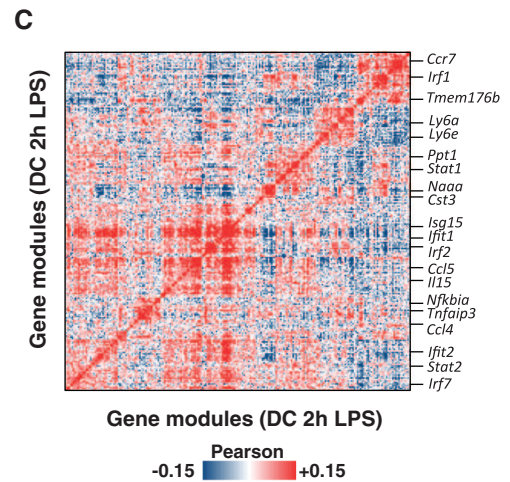 C
Gene modules (DC 2h LPS)
Ccr7
Irf1
Tmem176b
Ly6a
Ly6e
Ppt1
Stat1
Naaa
Cst3
Isg15
Ifit1
Irf2
Ccl5
Il15
Nfkbia
Tnfaip3
Ccl4
Ifit2
Stat2
Irf7
Gene modules (DC 2h LPS)
Pearson
-0.15 +0.15